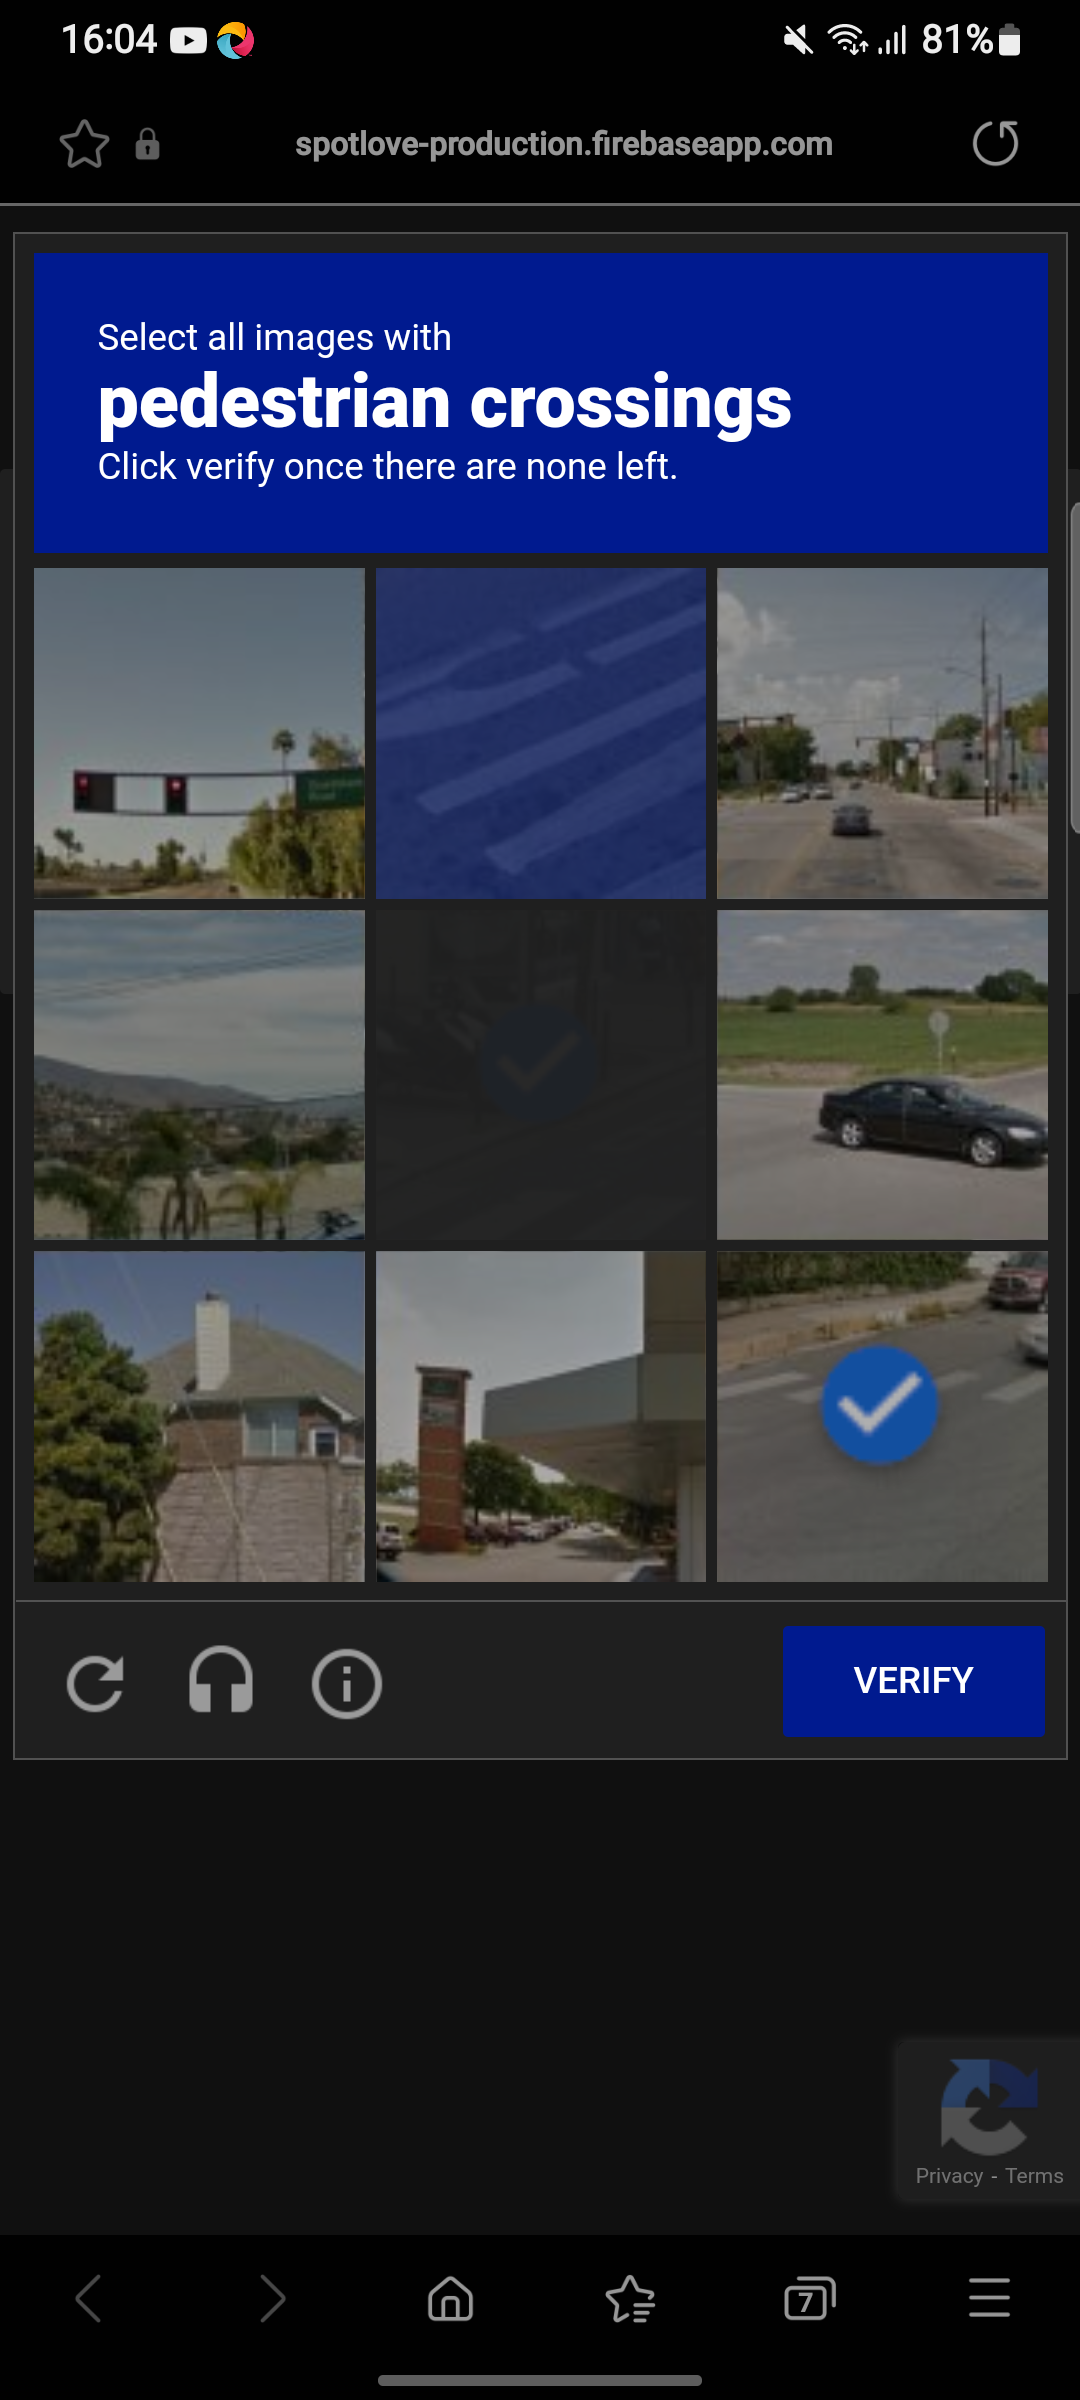 16:04
81%
spotlove-production.firebaseapp.com
Select all images with
pedestrian crossings
Click verify once there are none left.
VERIFY
Privacy - Terms
7